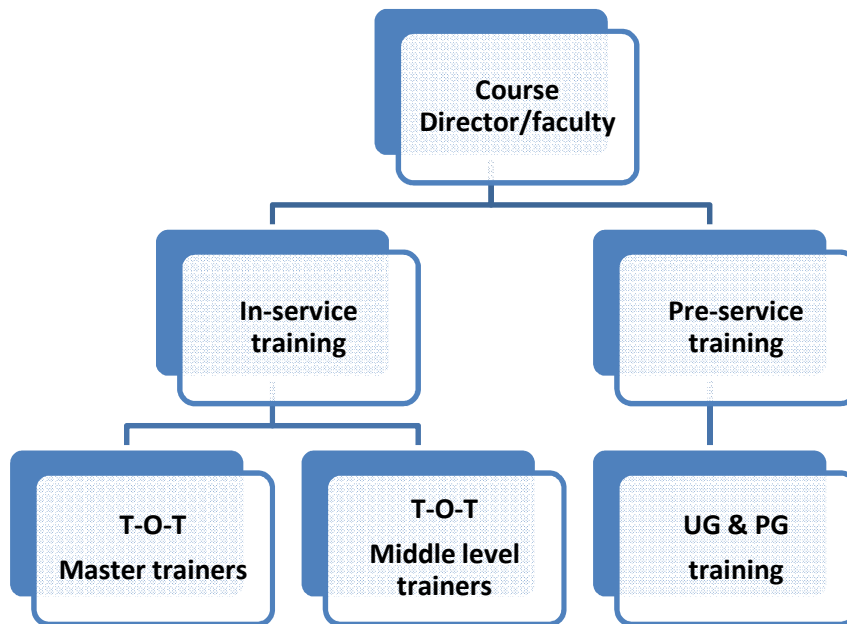 Course
Director/faculty
In-service
training
Pre-service
training
T-O-T
Master trainers
T-O-T
Middle level
trainers
UG & PG
training